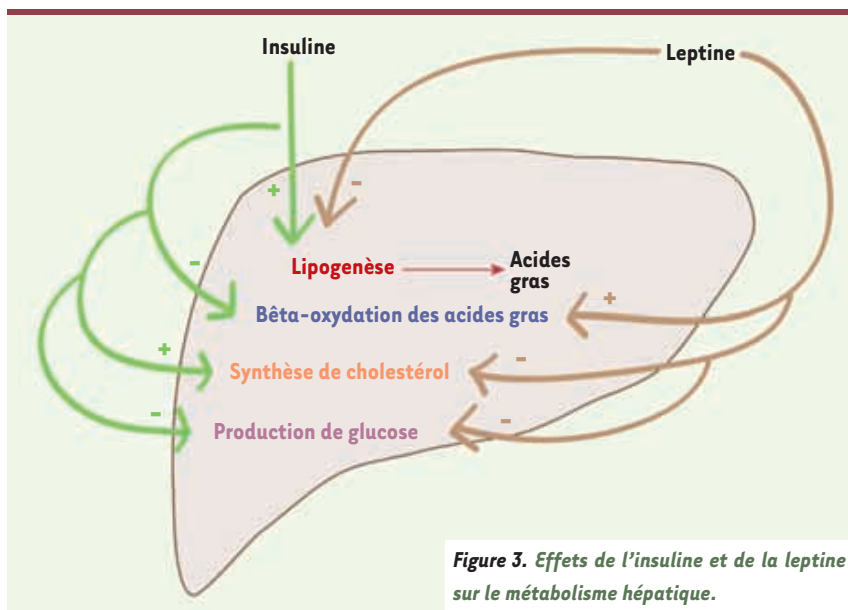 Insuline
Leptine
+
-
Lipogenèse
Acides
gras
-
Bêta-oxydation des acides gras
+
+
Synthèse de cholestérol
-
-
Production de glucose
-
Figure 3. Effets de l'insuline et de la leptine
sur le métabolisme hépatique.